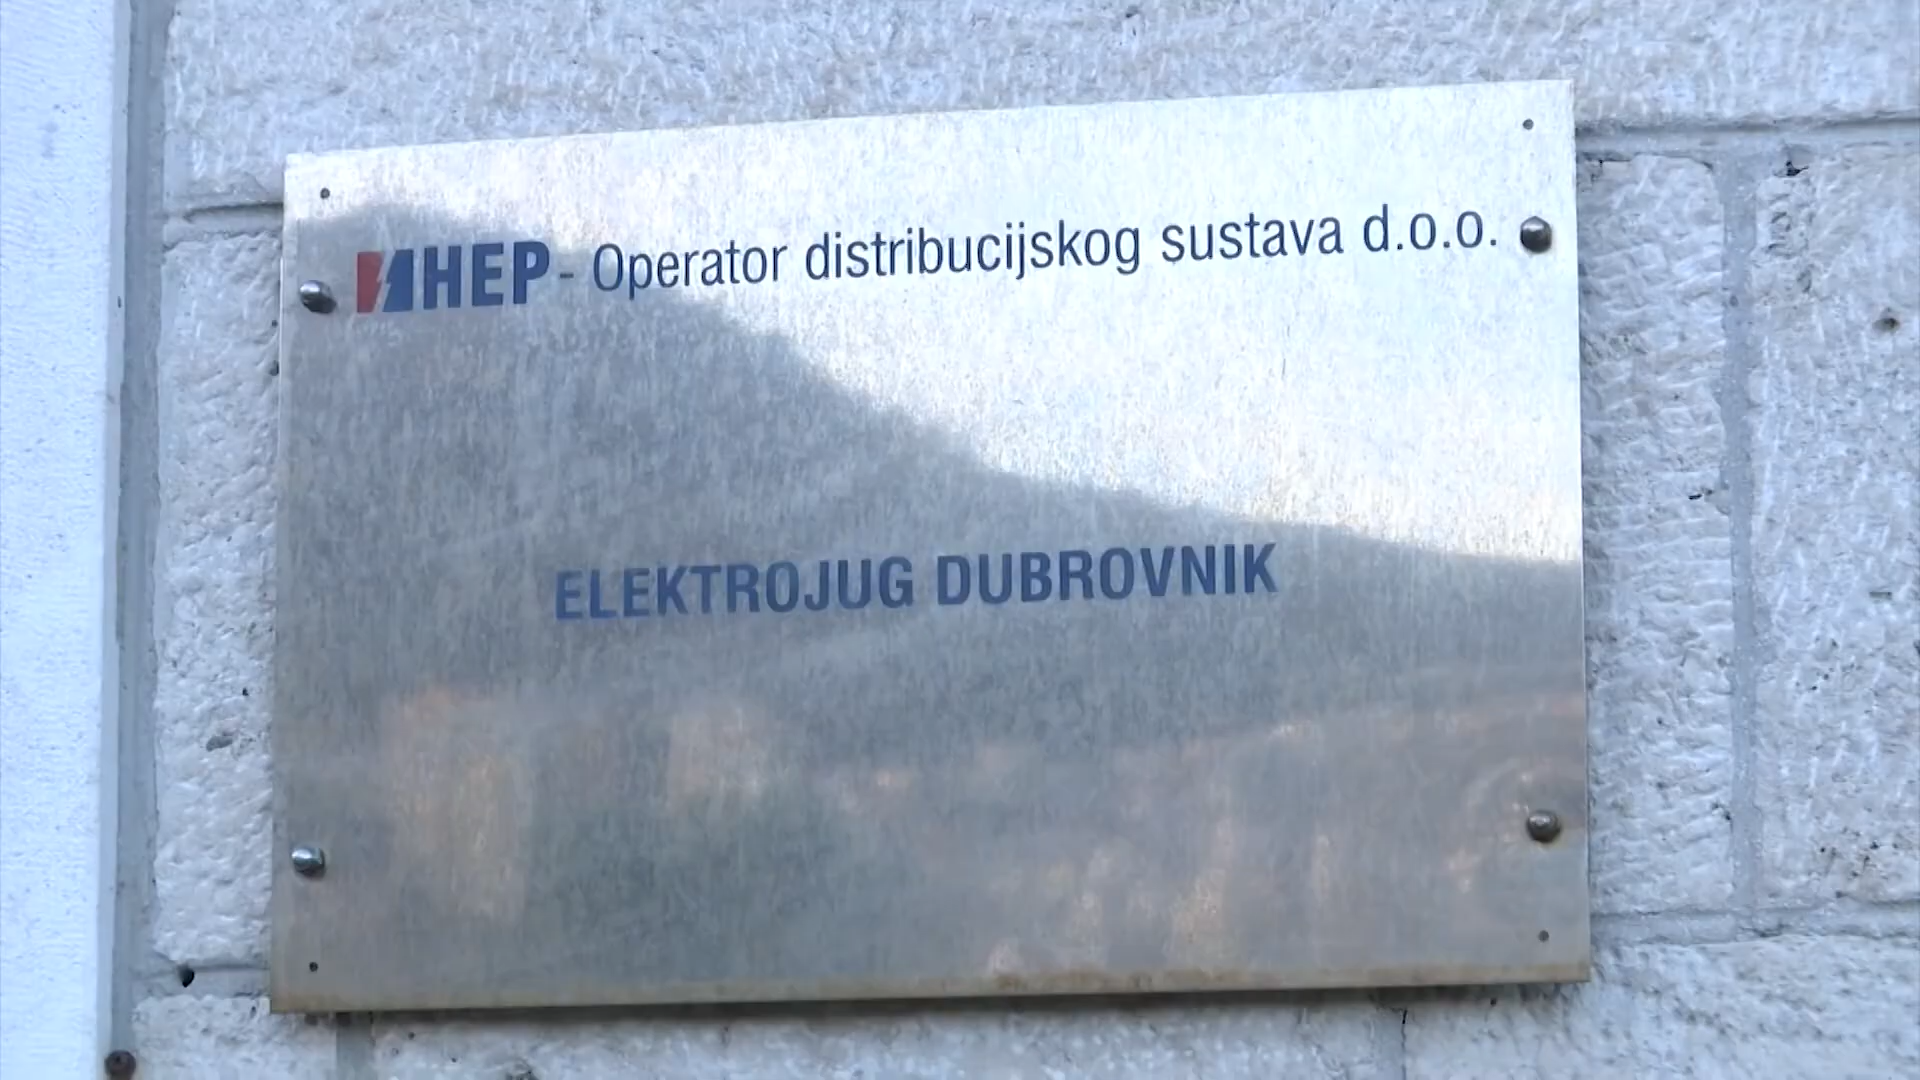 HEP - Operator distribucijskog sustava d.o.o.
ELEKTROJUG DUBROVNIK